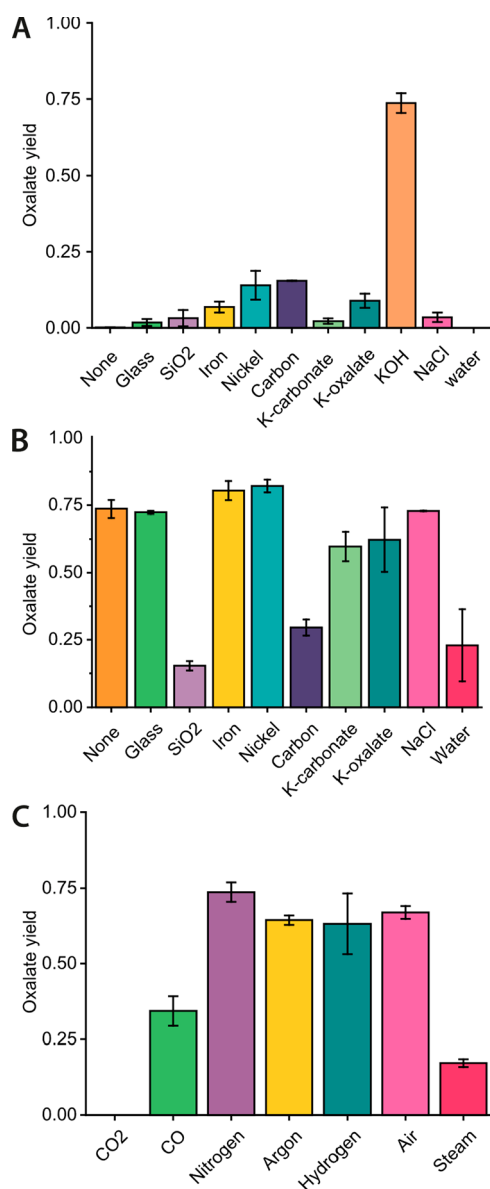 A
1.00
0.75
0.50
0.25
0.00
Oxalate yield
None
Glass
SiO2
Iron
Nickel
Carbon
K-carbonate
K-oxalate
KOH
NaCl
water
B
1.00
0.75
0.50
0.25
0.00
Oxalate yield
None
Glass
SiO2
Iron
Nickel
Carbon
K-carbonate
K-oxalate
NaCl
Water
C
1.00
0.75
0.50
0.25
0.00
Oxalate yield
CO2
CO
Nitrogen
Argon
Hydrogen
Air
Steam